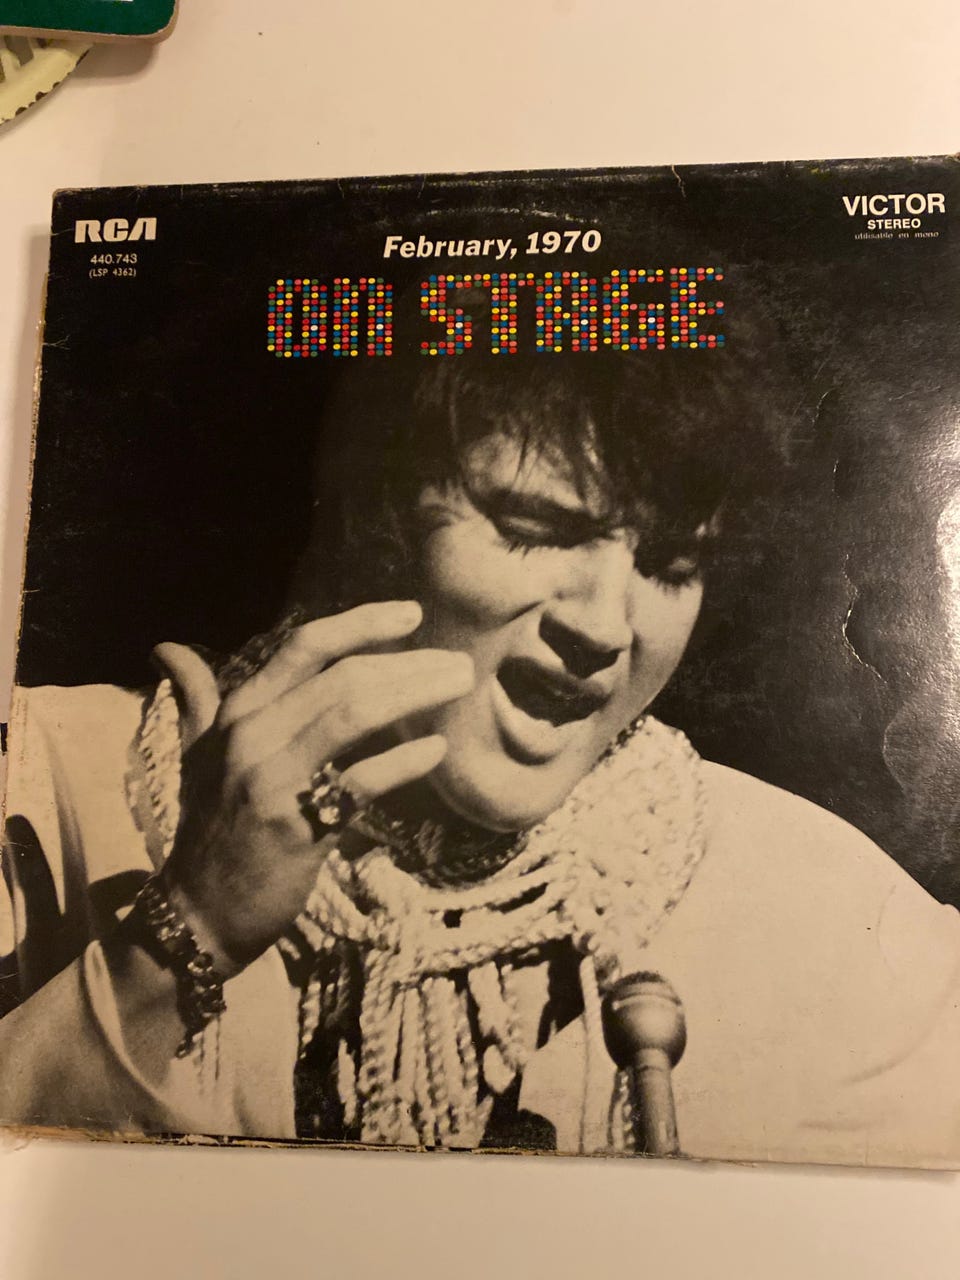 RCA
440.743
(LSP 4362)
February, 1970
ON STAGE
VICTOR
STEREO
utilisable en mono